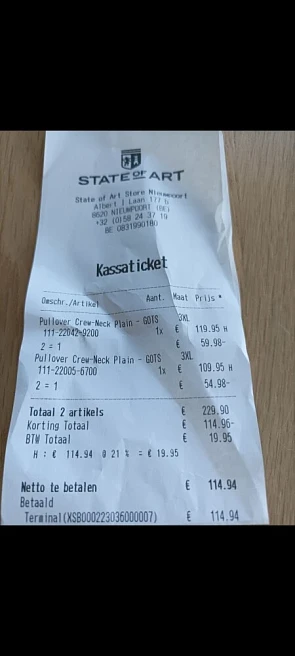 STATE OF ART
State of Art Store Nieuwpoort
Albert I Laan 177 b
8620 NIEUWPOORT (BE)
+32 (0)58 24 37 19
BE 0831990180
Kassaticket
Omschr./Artikel Aant. Maat Prijs *
Pullover Crew-Neck Plain - GOTS 3XL
111-22042-9200 1x € 119.95 H
2 = 1 € 59.98-
Pullover Crew-Neck Plain - GOTS 3XL
111-22005-6700 1x € 109.95 H
2 = 1 € 54.98-
Totaal 2 artikels € 229.90
Korting Totaal € 114.96-
BTW Totaal € 19.95
H : € 114.94 @ 21 % = € 19.95
Netto te betalen € 114.94
Betaald
Terminal(XSB000223036000007) € 114.94